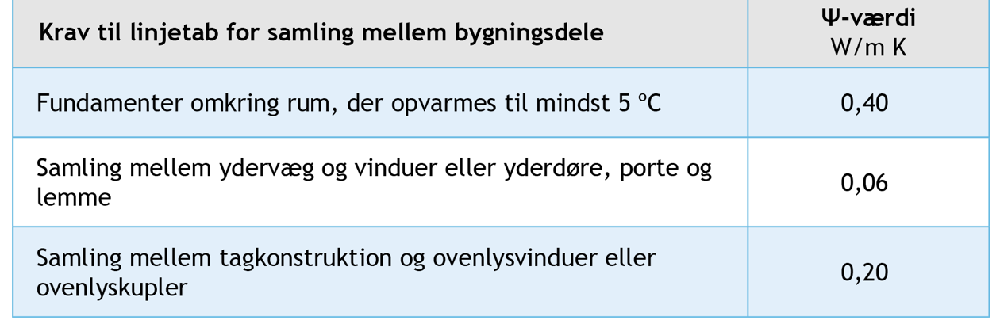 Krav til linjetab for samling mellem bygningsdele
Ψ-værdi
W/m K
Fundamenter omkring rum, der opvarmes til mindst 5 °C
0,40
Samling mellem ydervæg og vinduer eller yderdøre, porte og
lemme
0,06
Samling mellem tagkonstruktion og ovenlysvinduer eller
ovenlyskupler
0,20